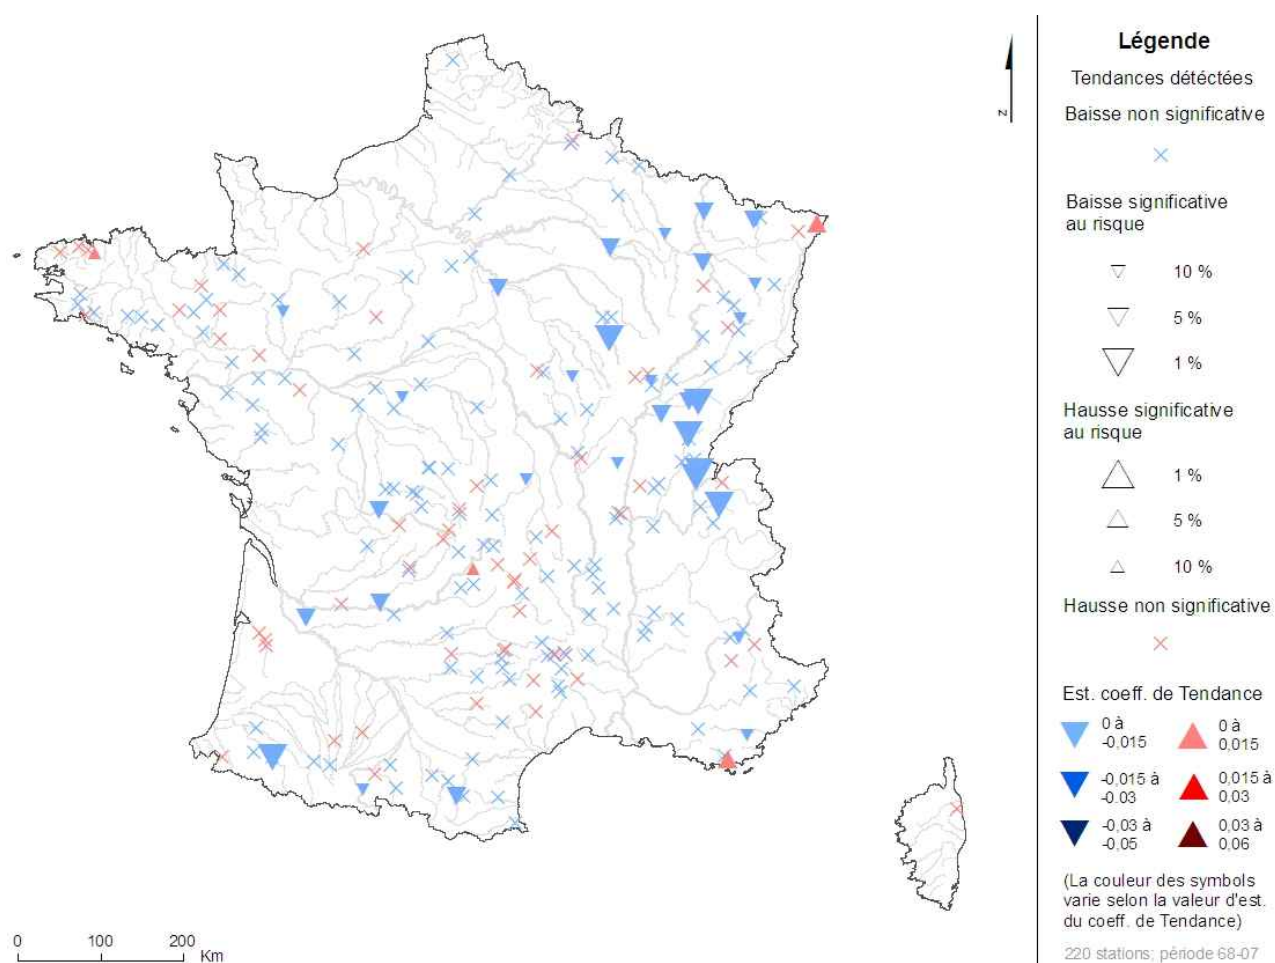 Légende
Tendances détéctées
Baisse non significative
Baisse significative
au risque
10 %
5 %
1 %
Hausse significative
au risque
1 %
5 %
10 %
Hausse non significative
Est. coeff. de Tendance
0 à
-0.015
0 à
0,015
-0,015 à
-0.03
0,015 à
0,03
-0,03 à
-0,05
0,03 à
0,06
(La couleur des symbols
varie selon la valeur d'est.
du coeff. de Tendance)
220 stations; période 68-07
z
0 100 200
Km